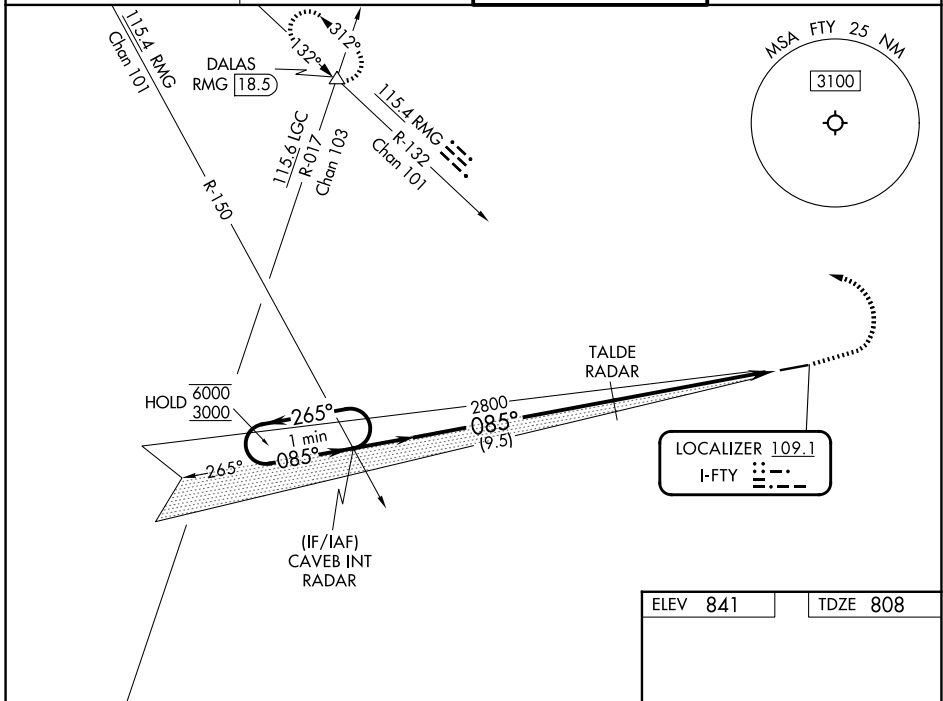 115.4 RMG
Chan 101
DALAS
RMG 18.5
132°
312°
115.6 LGC
R-017
Chan 103
115.4 RMG
R-132
Chan 101
MSA FTY 25 NM
3100
R-150
HOLD 6000
3000
265°
1 min
085°
265°
2800
085°
(9.5)
TALDE
RADAR
LOCALIZER 109.1
I-FTY
(IF/IAF)
CAVEB INT
RADAR
ELEV 841
TDZE 808